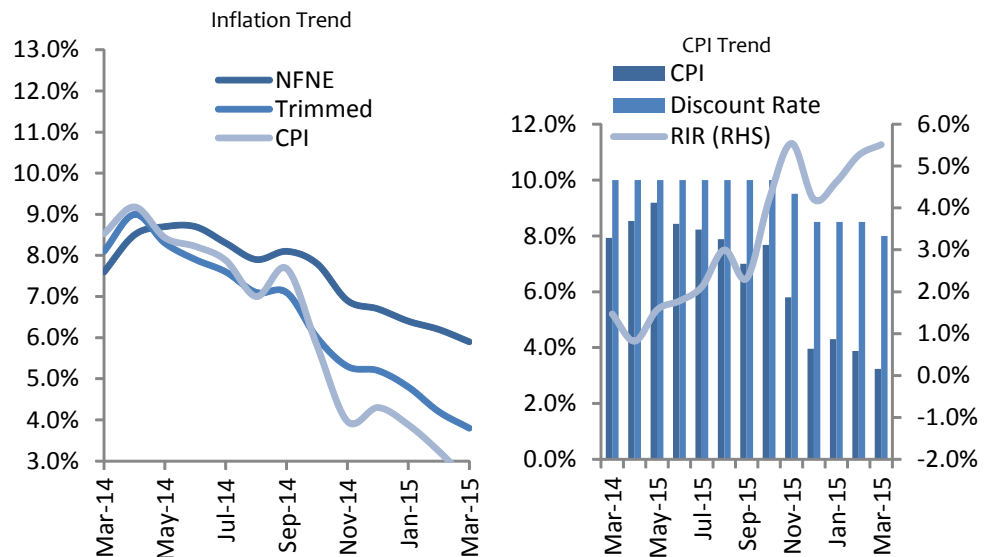 Inflation Trend
13.0%
12.0%
11.0%
10.0%
9.0%
8.0%
7.0%
6.0%
5.0%
4.0%
3.0%
NFNE
Trimmed
CPI
Mar-14
May-14
Jul-14
Sep-14
Nov-14
Jan-15
Mar-15
CPI Trend
CPI
Discount Rate
RIR (RHS)
12.0%
10.0%
8.0%
6.0%
4.0%
2.0%
0.0%
6.0%
5.0%
4.0%
3.0%
2.0%
1.0%
0.0%
-1.0%
-2.0%
Mar-14
May-15
Jul-15
Sep-15
Nov-15
Jan-15
Mar-15